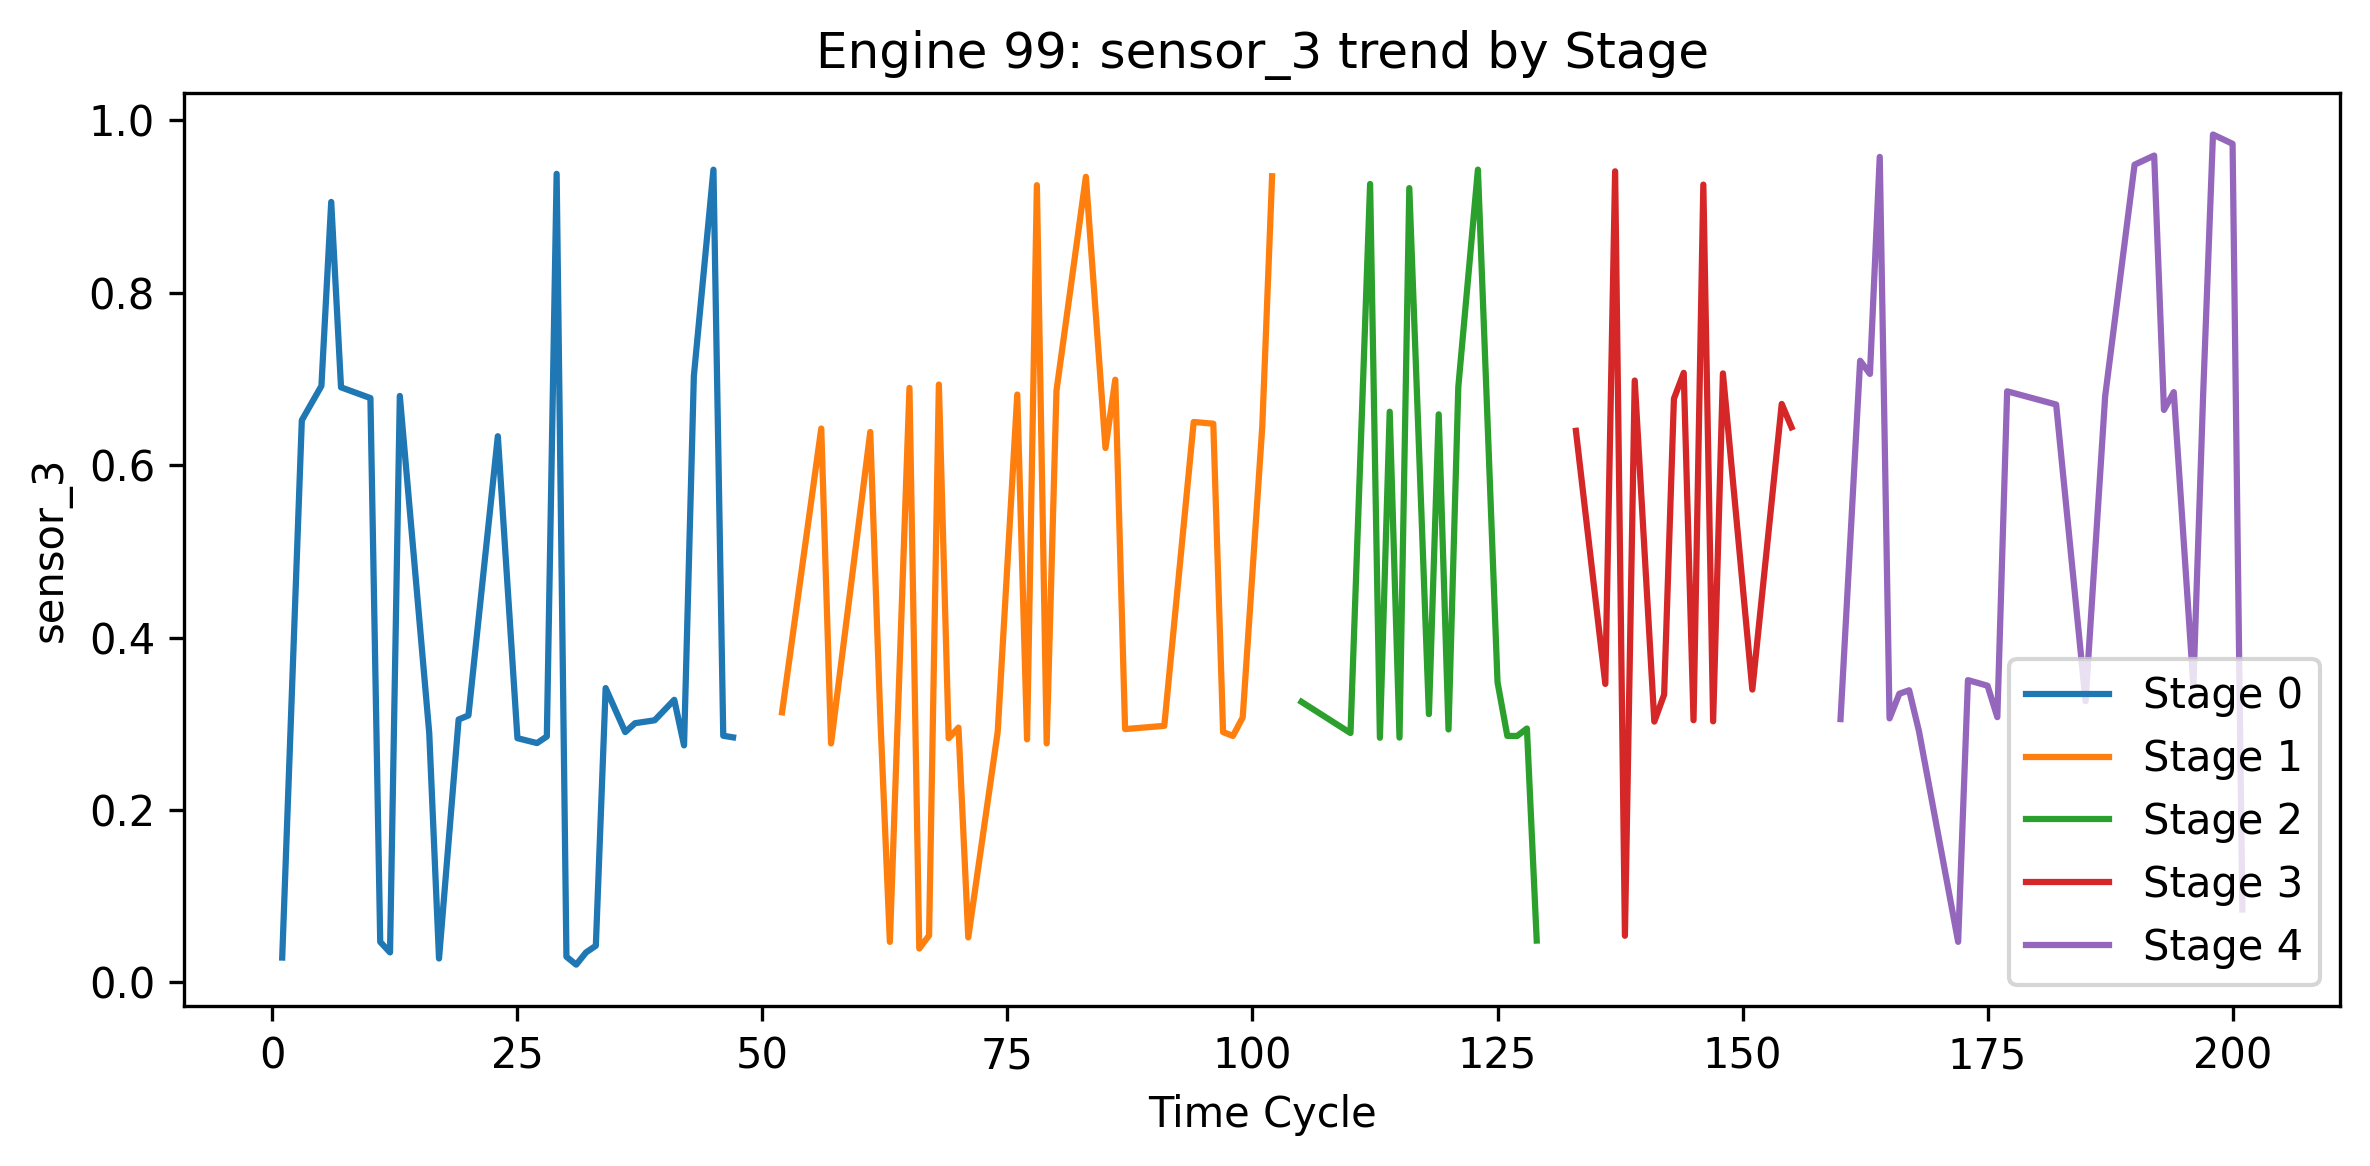 Engine 99: sensor_3 trend by Stage
1.0
0.8
0.6
0.4
0.2
0.0
sensor_3
0 25 50 75 100 125 150 175 200
Time Cycle
Stage 0
Stage 1
Stage 2
Stage 3
Stage 4